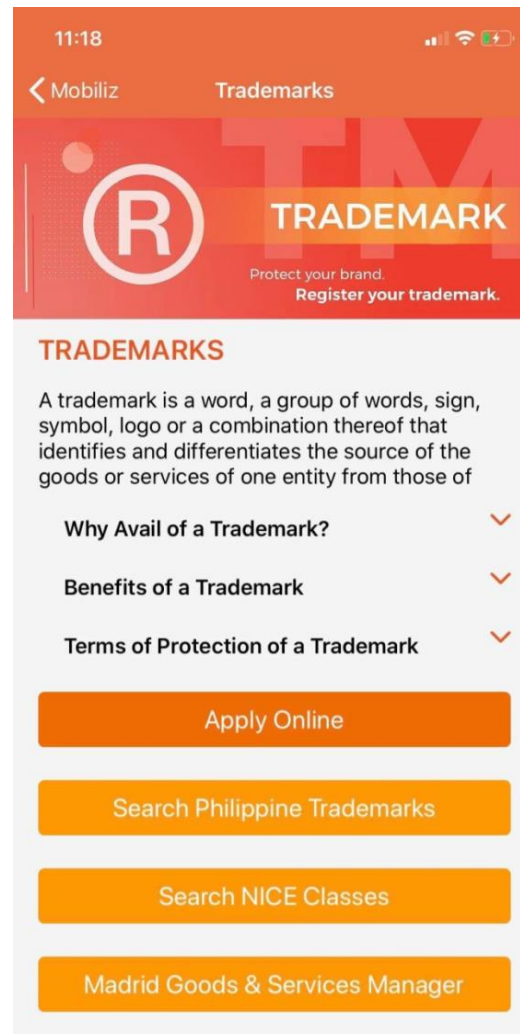 11:18
Mobiliz
Trademarks
TM
R
TRADEMARK
Protect your brand.
Register your trademark.
TRADEMARKS
A trademark is a word, a group of words, sign,
symbol, logo or a combination thereof that
identifies and differentiates the source of the
goods or services of one entity from those of
Why Avail of a Trademark?
Benefits of a Trademark
Terms of Protection of a Trademark
Apply Online
Search Philippine Trademarks
Search NICE Classes
Madrid Goods & Services Manager